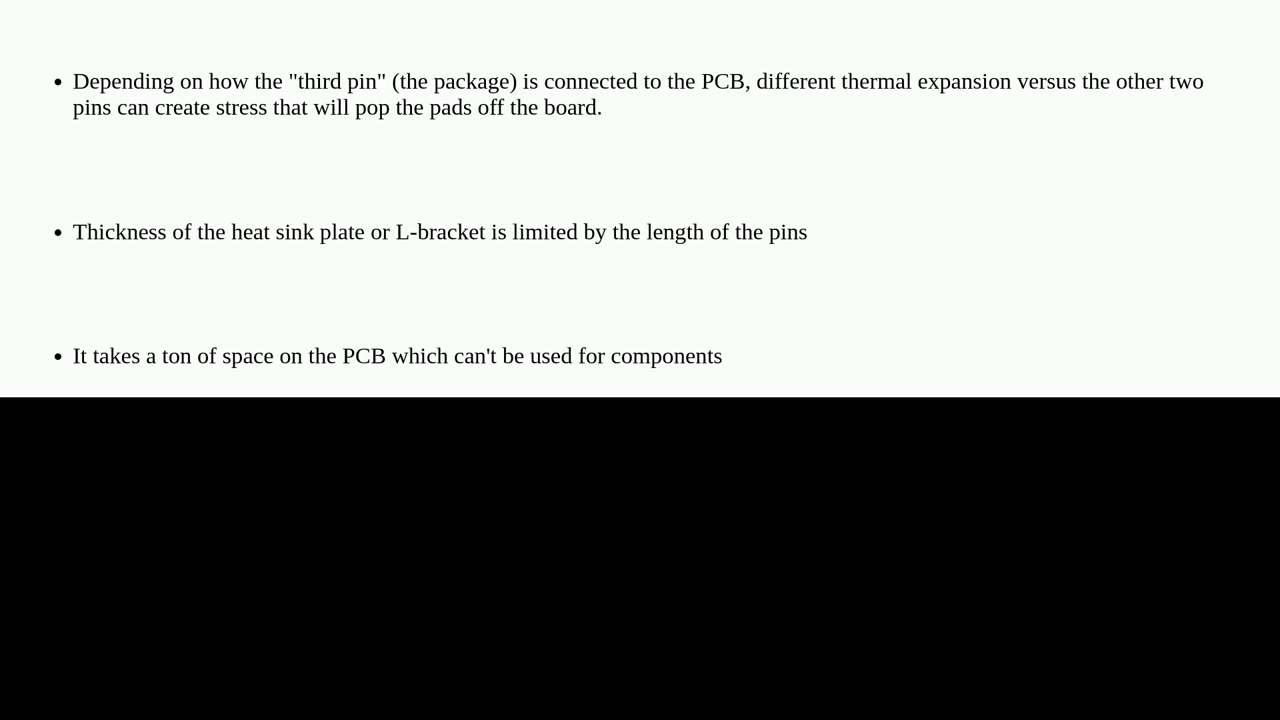 • Depending on how the "third pin" (the package) is connected to the PCB, different thermal expansion versus the other two
pins can create stress that will pop the pads off the board.
• Thickness of the heat sink plate or L-bracket is limited by the length of the pins
• It takes a ton of space on the PCB which can't be used for components